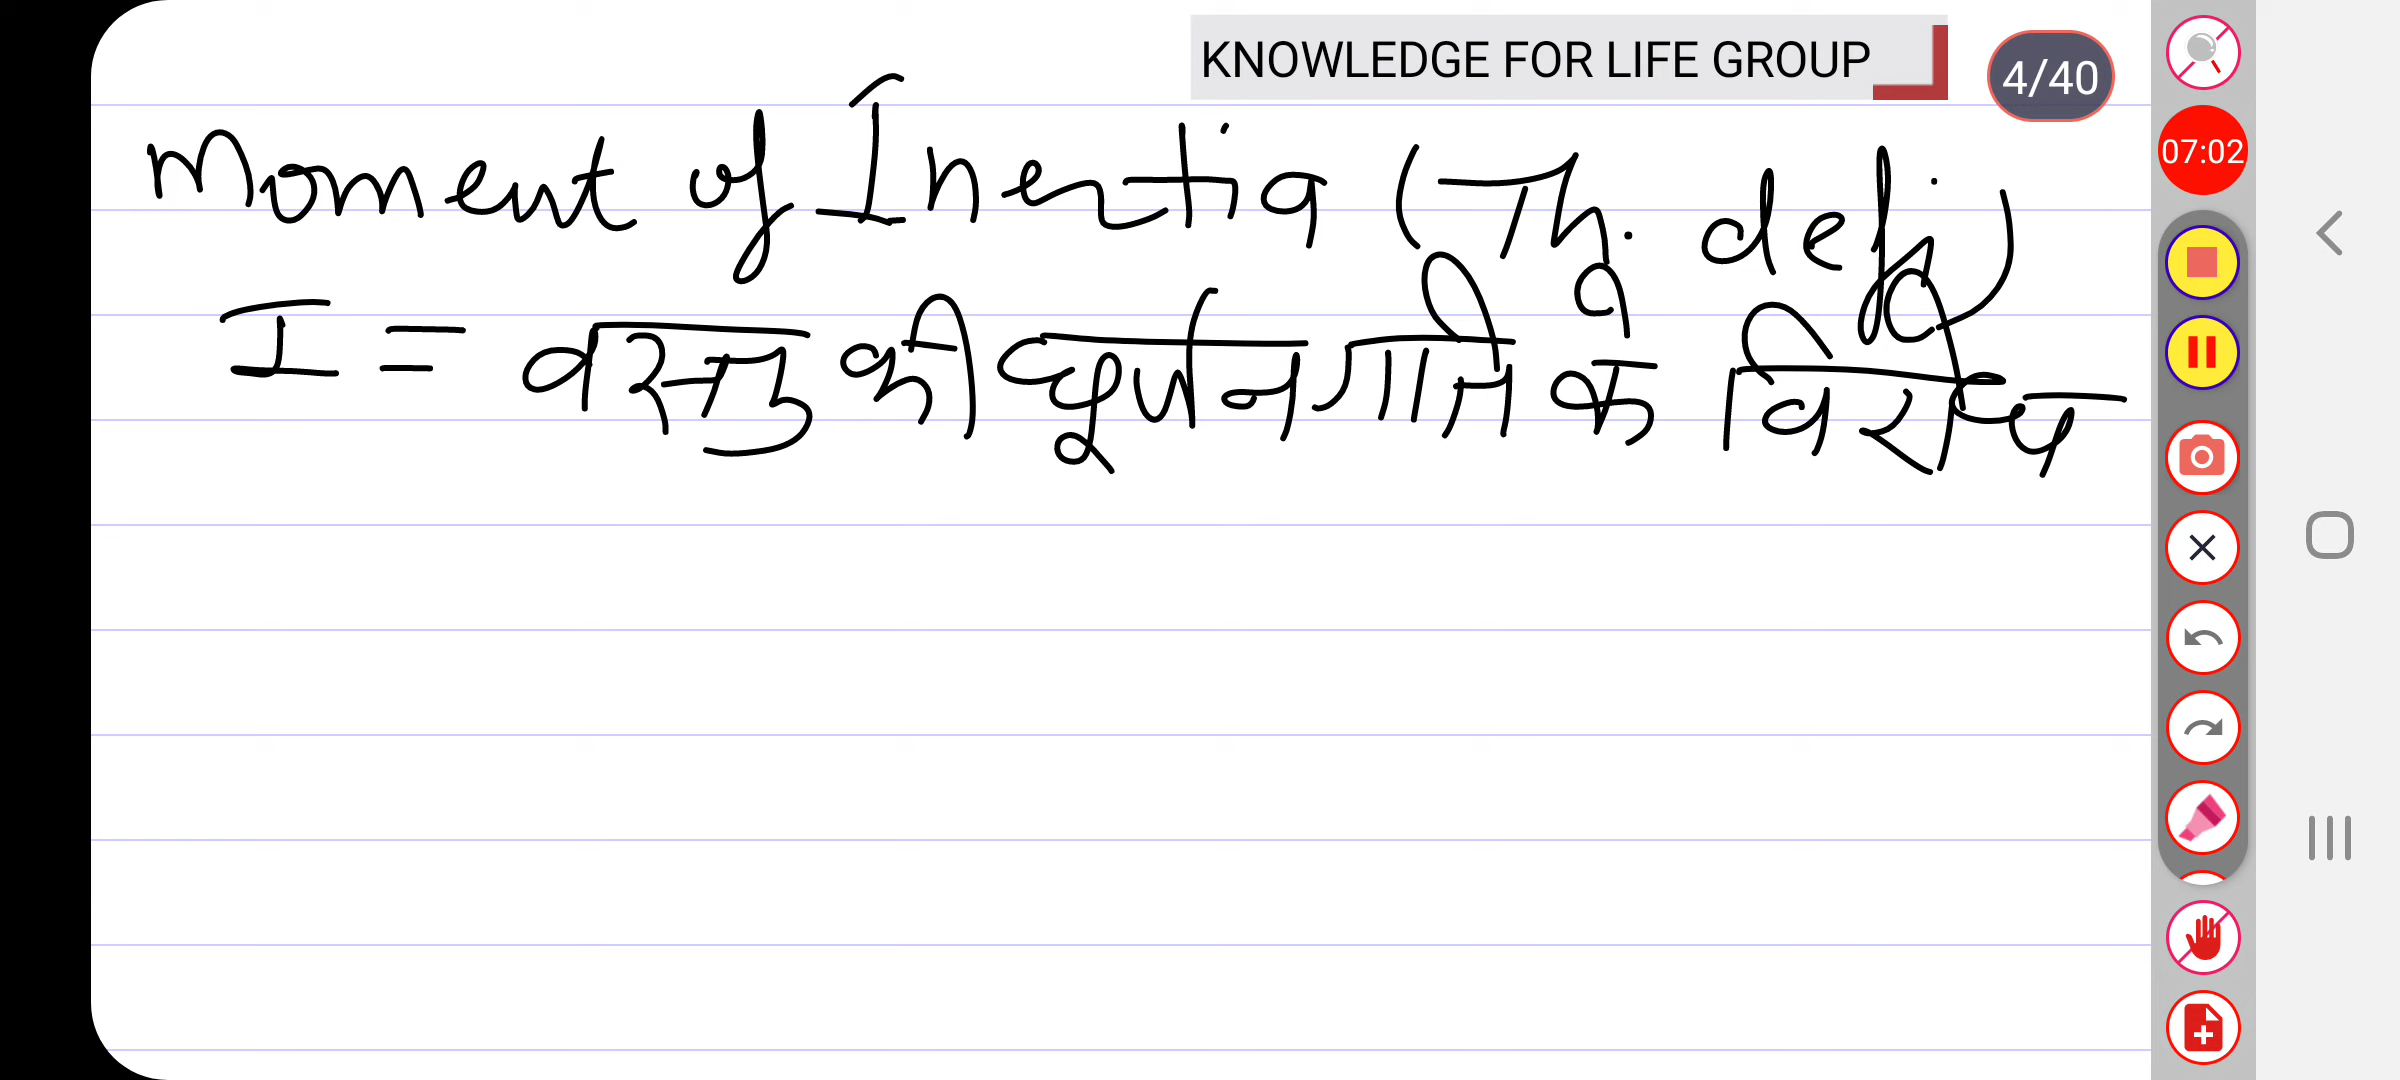 KNOWLEDGE FOR LIFE GROUP
4/40
07:02
Moment of Inertia (Th. defi)
I = वस्तु की घूर्णन गति के विरुद्ध